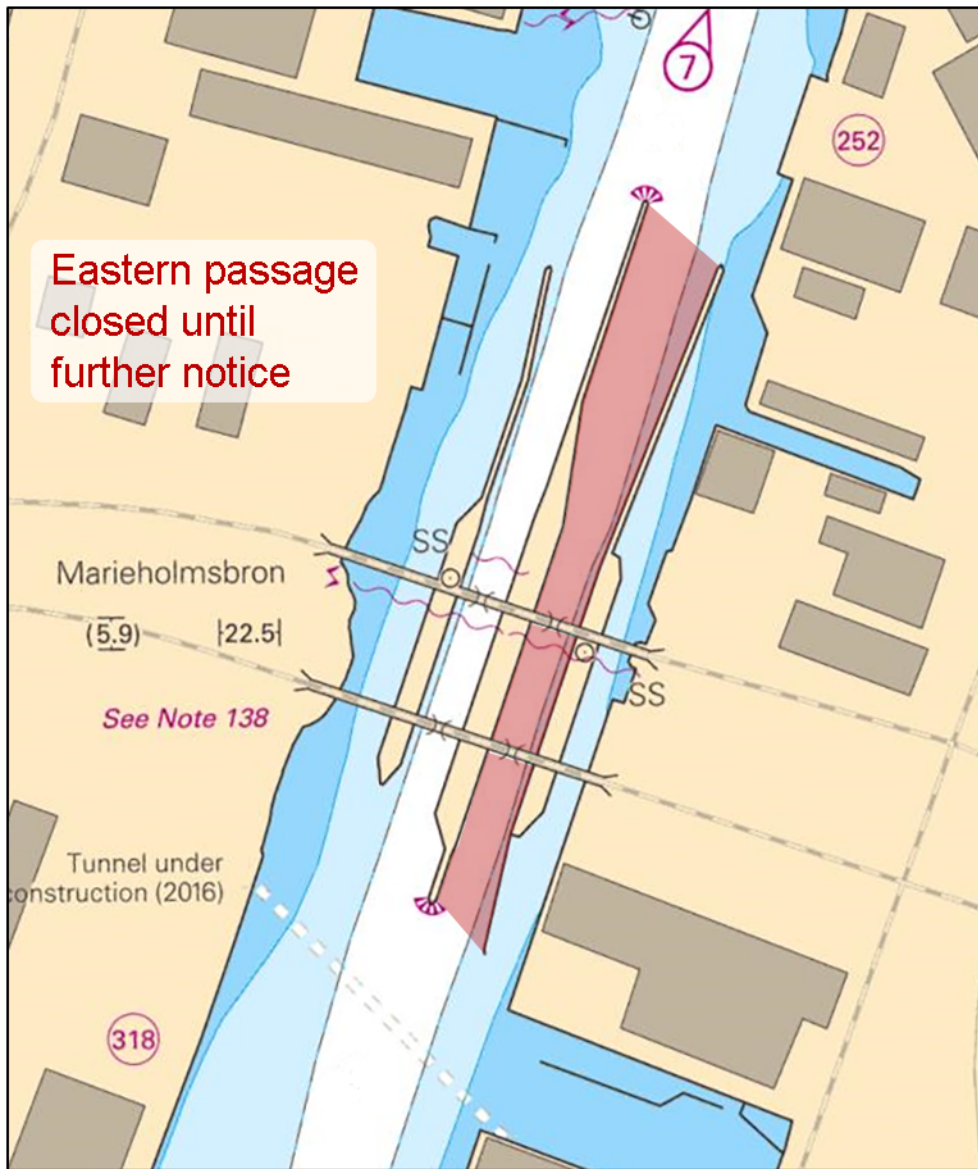 7
252
Eastern passage
closed until
further notice
SS
Marieholmsbron
(5.9) 22.5
SS
See Note 138
Tunnel under
construction (2016)
318